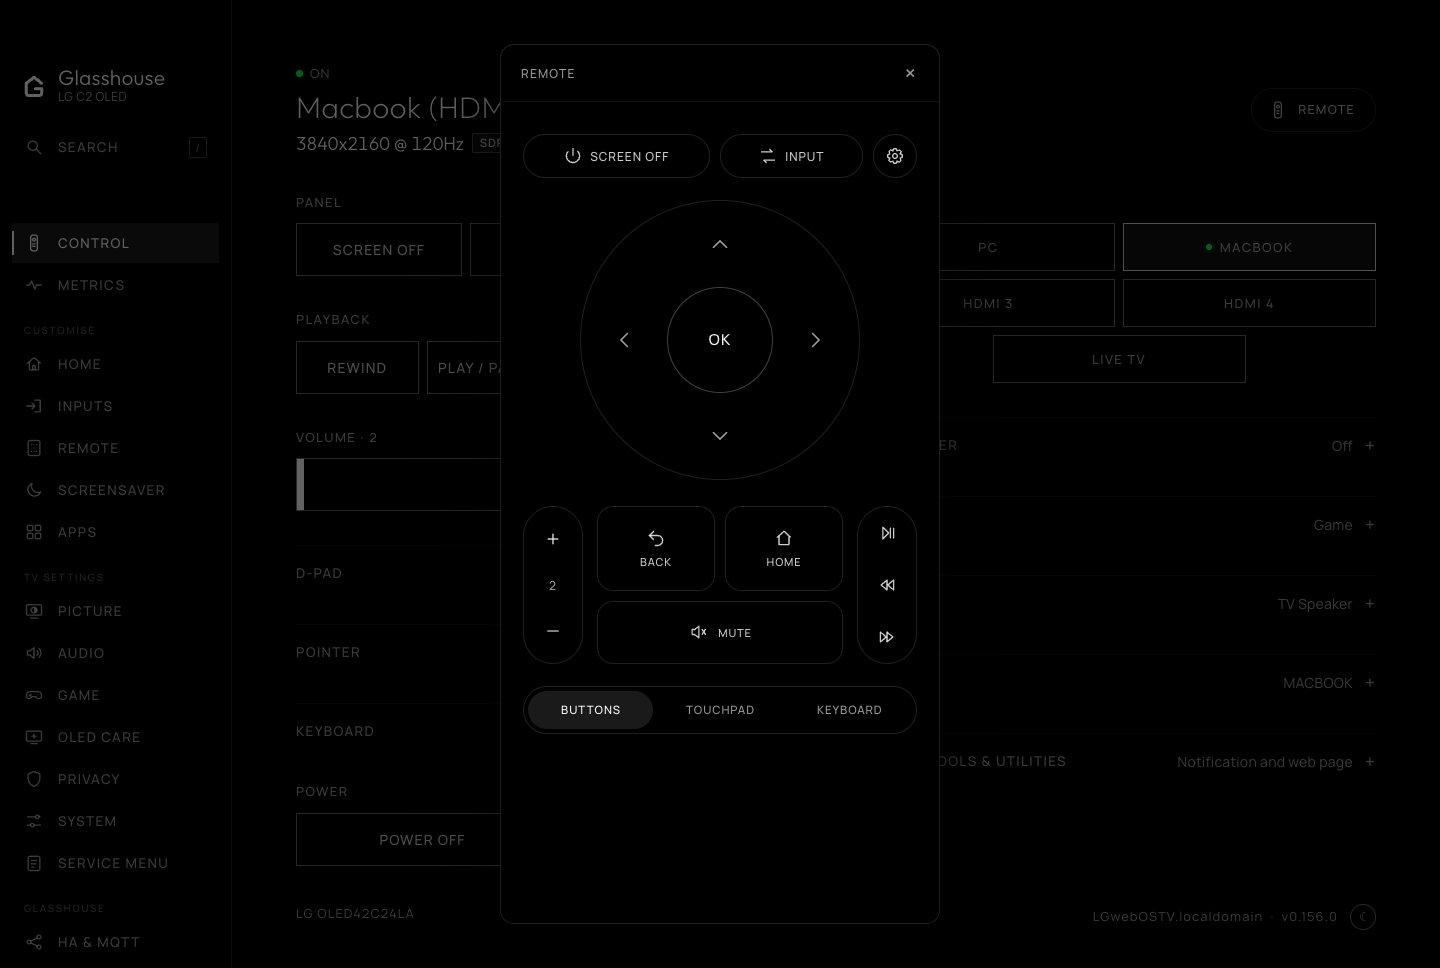 Glasshouse
LG C2 OLED
SEARCH /
CONTROL
METRICS
CUSTOMISE
HOME
INPUTS
REMOTE
SCREENSAVER
APPS
TV SETTINGS
PICTURE
AUDIO
GAME
OLED CARE
PRIVACY
SYSTEM
SERVICE MENU
GLASSHOUSE
HA & MQTT
ON
Macbook (HDM
3840x2160 @ 120Hz SDR
REMOTE
PANEL
SCREEN OFF
PC
MACBOOK
HDMI 3
HDMI 4
LIVE TV
PLAYBACK
REWIND
PLAY / PA
VOLUME · 2
D-PAD
POINTER
KEYBOARD
POWER
POWER OFF
ER
Off +
Game +
TV Speaker +
MACBOOK +
OOLS & UTILITIES
Notification and web page +
LG OLED42C24LA
LGwebOSTV.localdomain · v0.156.0
REMOTE
SCREEN OFF
INPUT
OK
+
2
−
BACK
HOME
MUTE
BUTTONS
TOUCHPAD
KEYBOARD